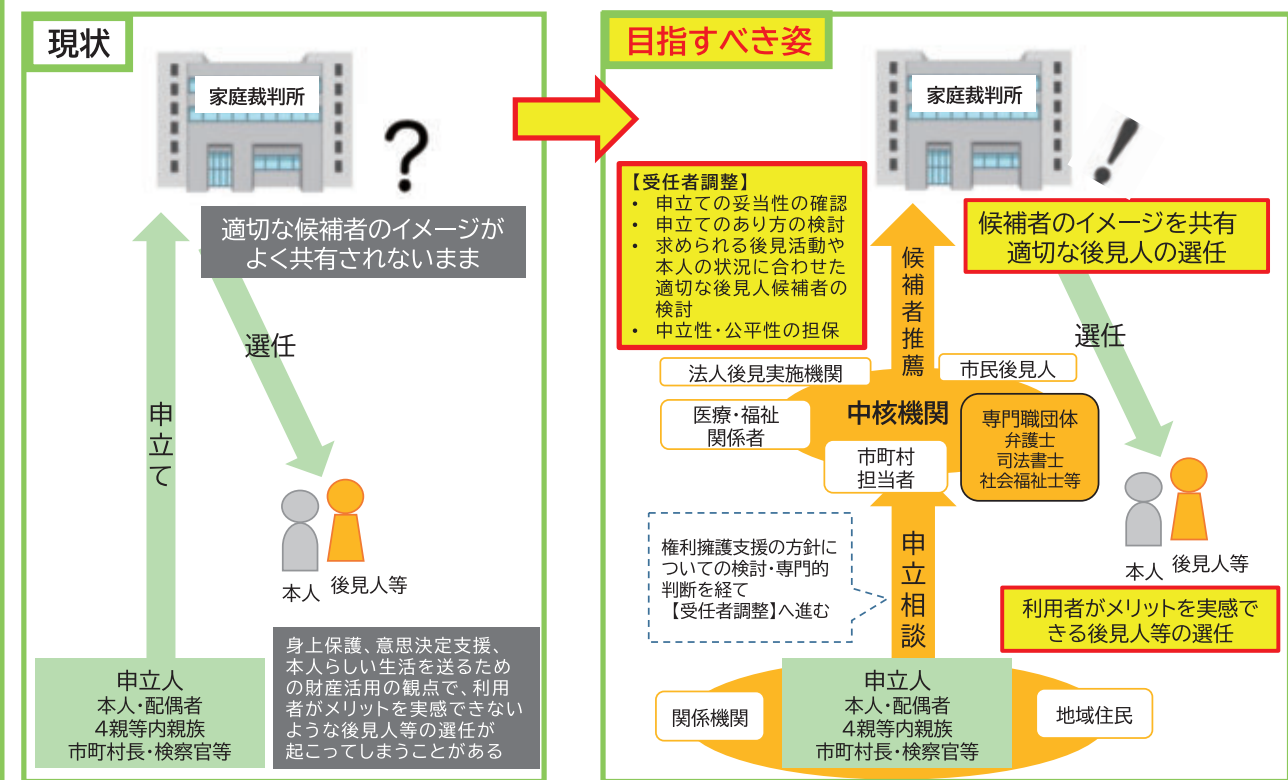 現状
家庭裁判所
?
適切な候補者のイメージが
よく共有されないまま
選任
申立て
本人
後見人等
申立人
本人・配偶者
4親等内親族
市町村長・検察官等
身上保護、意思決定支援、
本人らしい生活を送るため
の財産活用の観点で、利用
者がメリットを実感できない
ような後見人等の選任が
起こってしまうことがある
目指すべき姿
家庭裁判所
!
【受任者調整】
• 申立ての妥当性の確認
• 申立てのあり方の検討
• 求められる後見活動や
本人の状況に合わせた
適切な後見人候補者の
検討
• 中立性・公平性の担保
候補者のイメージを共有
適切な後見人の選任
候補者推薦
選任
法人後見実施機関
市民後見人
医療・福祉
関係者
中核機関
専門職団体
弁護士
司法書士
社会福祉士等
市町村
担当者
権利擁護支援の方針に
ついての検討・専門的
判断を経て
【受任者調整】へ進む
申立相談
本人
後見人等
利用者がメリットを実感で
きる後見人等の選任
関係機関
申立人
本人・配偶者
4親等内親族
市町村長・検察官等
地域住民